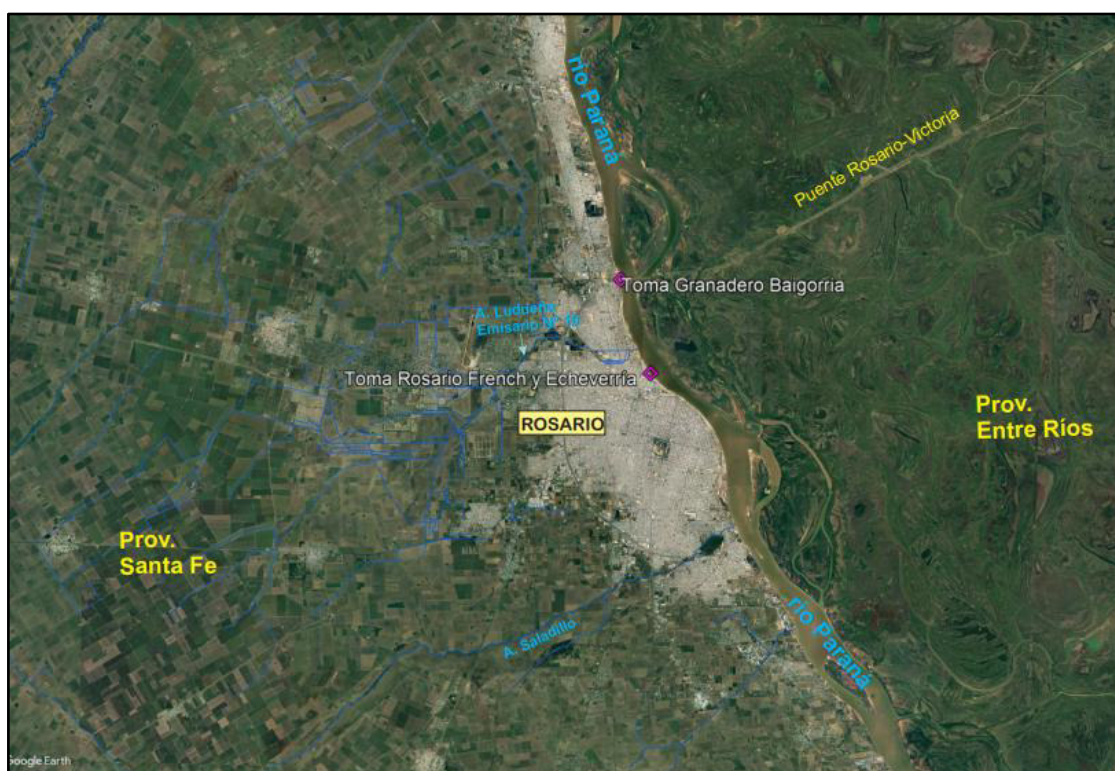 río Paraná
Puente Rosario-Victoria
Toma Granadero Baigorria
A. Ludueña
Emisario Nº 19
Toma Rosario French y Echeverría
ROSARIO
Prov.
Entre Ríos
Prov.
Santa Fe
A. Saladillo
río Paraná
Google Earth